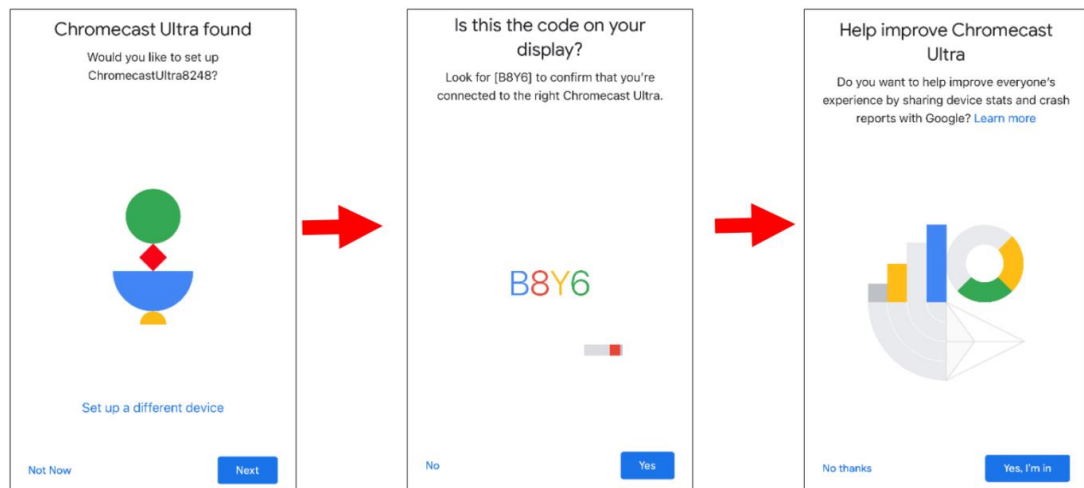 Chromecast Ultra found
Would you like to set up
ChromecastUltra8248?
Set up a different device
Not Now
Next
Is this the code on your
display?
Look for [B8Y6] to confirm that you're
connected to the right Chromecast Ultra.
B8Y6
No
Yes
Help improve Chromecast
Ultra
Do you want to help improve everyone's
experience by sharing device stats and crash
reports with Google? Learn more
No thanks
Yes, I'm in